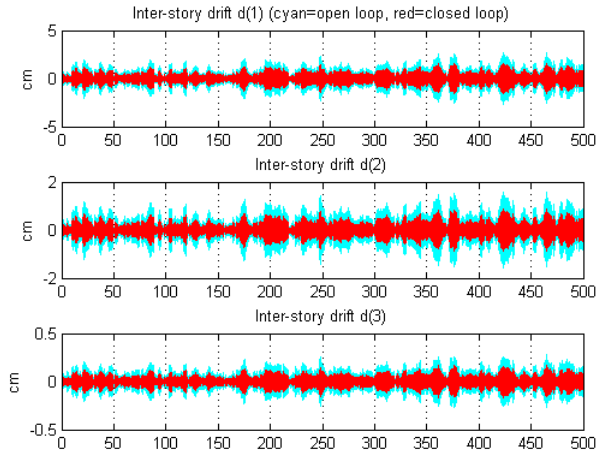 Inter-story drift d(1) (cyan=open loop, red=closed loop)
5
0
-5
cm
0 50 100 150 200 250 300 350 400 450 500
Inter-story drift d(2)
2
0
-2
cm
0 50 100 150 200 250 300 350 400 450 500
Inter-story drift d(3)
0.5
0
-0.5
cm
0 50 100 150 200 250 300 350 400 450 500